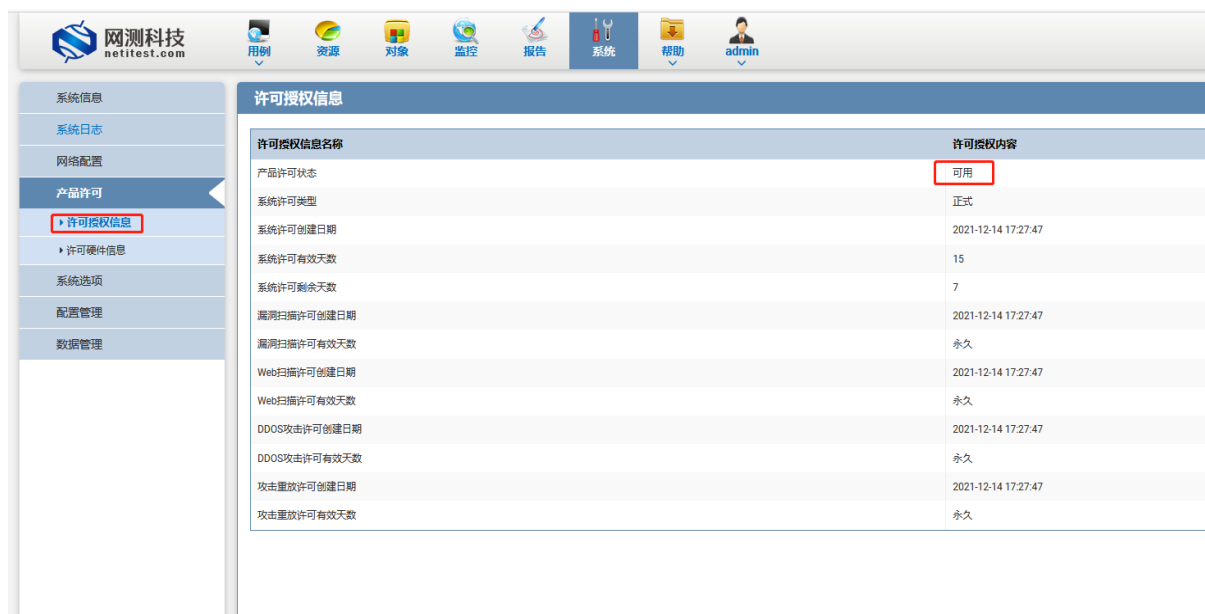 网测科技
netitest.com
用例
资源
对象
监控
报告
系统
帮助
admin
系统信息
系统日志
网络配置
产品许可
许可授权信息
许可硬件信息
系统选项
配置管理
数据管理
许可授权信息
许可授权信息名称 许可授权内容
产品许可状态 可用
系统许可类型 正式
系统许可创建日期 2021-12-14 17:27:47
系统许可有效天数 15
系统许可剩余天数 7
漏洞扫描许可创建日期 2021-12-14 17:27:47
漏洞扫描许可有效天数 永久
Web扫描许可创建日期 2021-12-14 17:27:47
Web扫描许可有效天数 永久
DDOS攻击许可创建日期 2021-12-14 17:27:47
DDOS攻击许可有效天数 永久
攻击重放许可创建日期 2021-12-14 17:27:47
攻击重放许可有效天数 永久